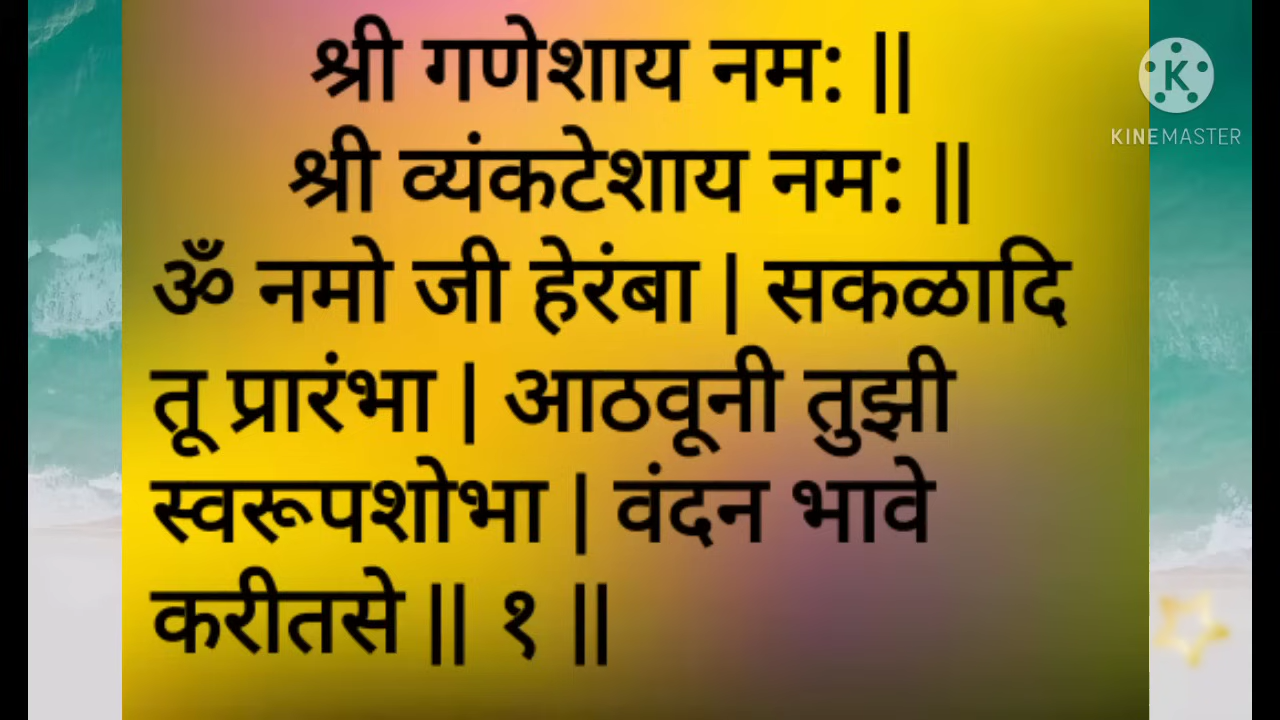 श्री गणेशाय नम: ||
श्री व्यंकटेशाय नम: ||
ॐ नमो जी हेरंबा | सकळादि
तू प्रारंभा | आठवूनी तुझी
स्वरूपशोभा | वंदन भावे
करीतसे || १ ||
K
KINEMASTER